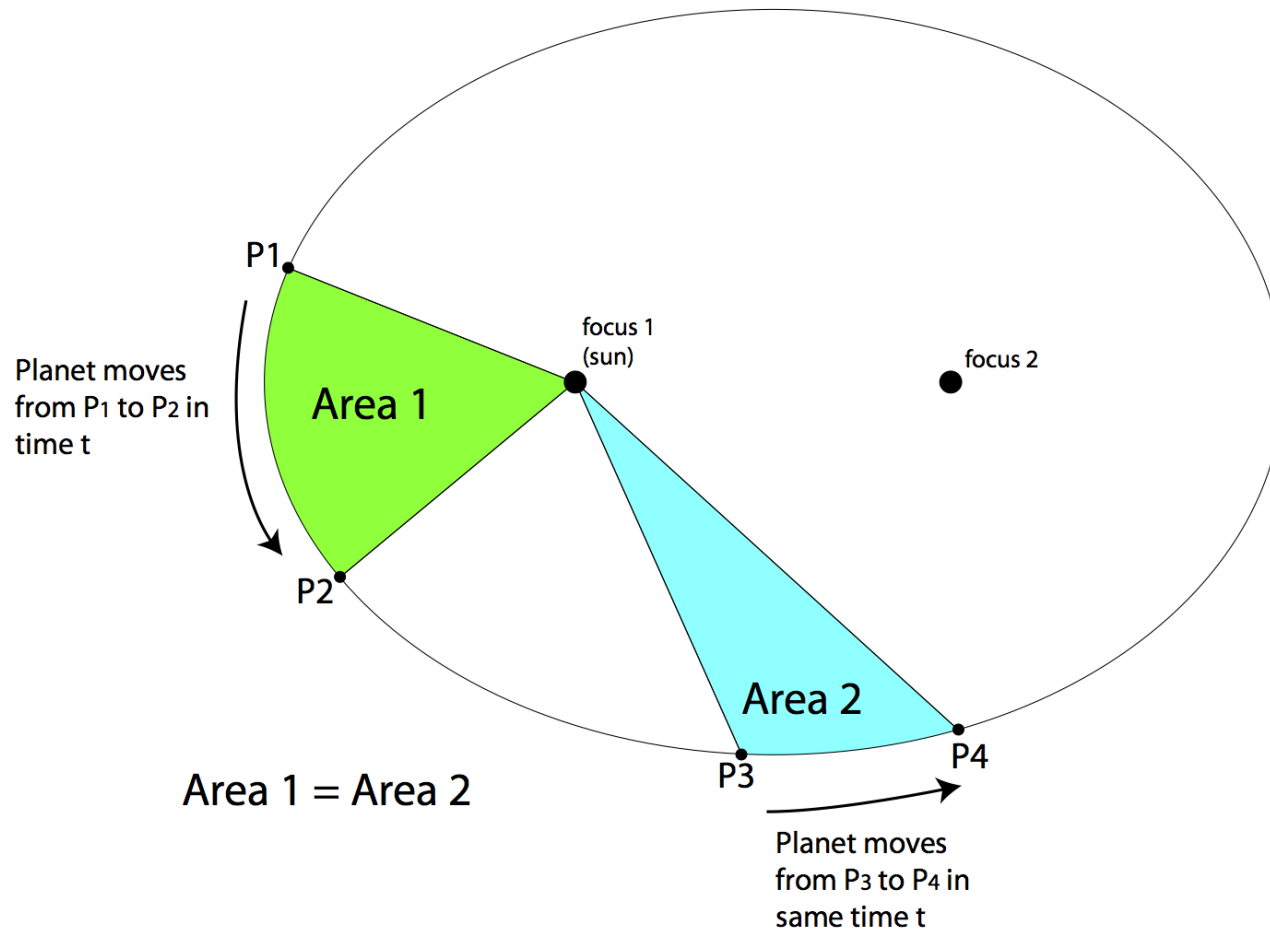 P1
focus 1
(sun)
focus 2
Planet moves
from P1 to P2 in
time t
Area 1
P2
Area 2
P3
P4
Area 1 = Area 2
Planet moves
from P3 to P4 in
same time t